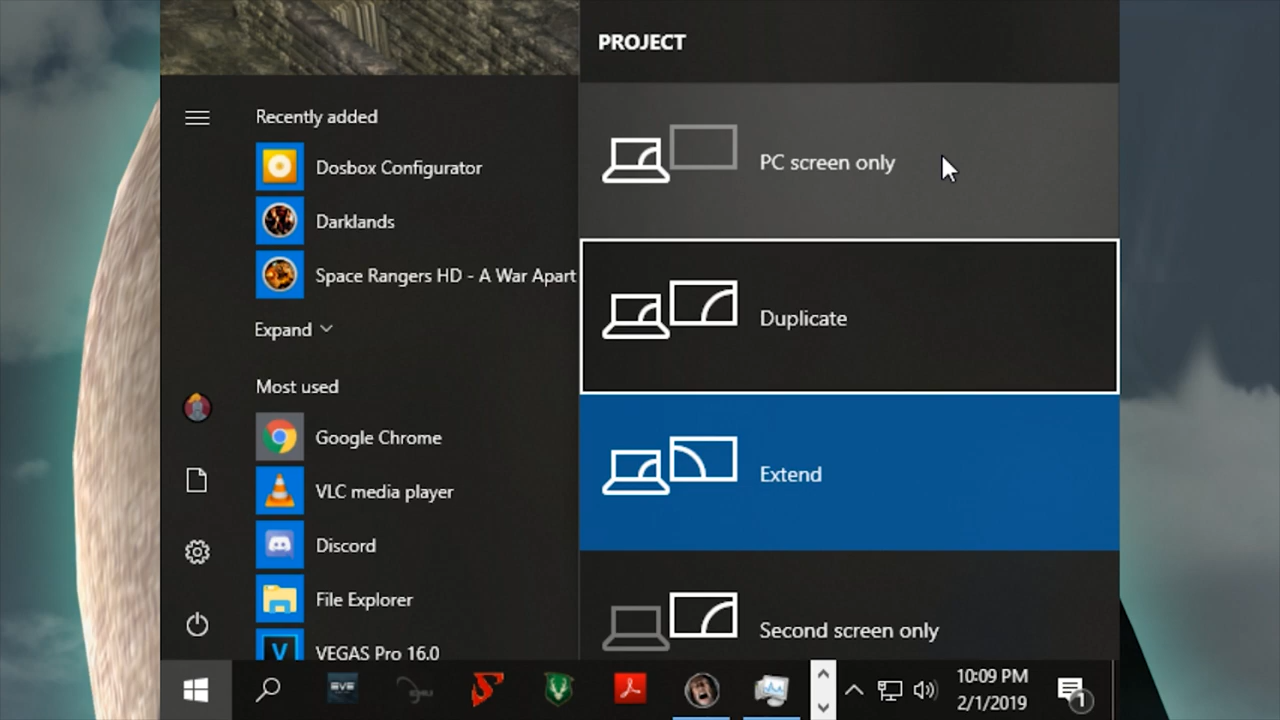 PROJECT
Recently added
Dosbox Configurator
Darklands
Space Rangers HD - A War Apart
Expand
Most used
Google Chrome
VLC media player
Discord
File Explorer
V
VEGAS Pro 16.0
PC screen only
Duplicate
Extend
Second screen only
EVE
10:09 PM
2/1/2019
1